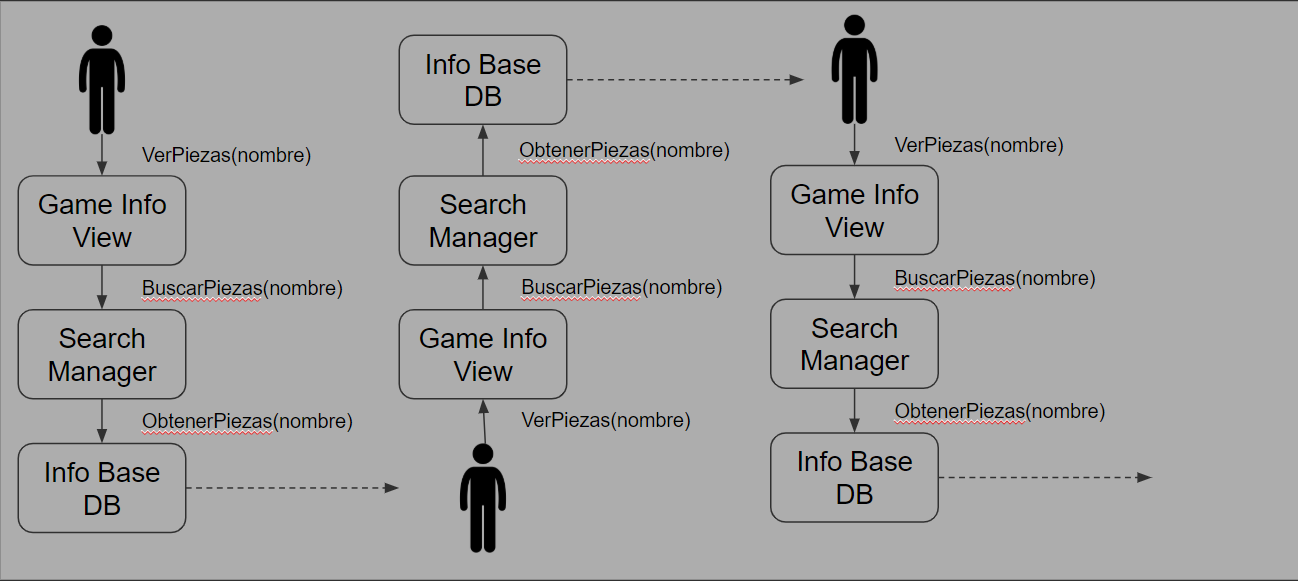 VerPiezas(nombre)
Game Info
View
BuscarPiezas(nombre)
Search
Manager
ObtenerPiezas(nombre)
Info Base
DB
Info Base
DB
ObtenerPiezas(nombre)
Search
Manager
BuscarPiezas(nombre)
Game Info
View
VerPiezas(nombre)
VerPiezas(nombre)
Game Info
View
BuscarPiezas(nombre)
Search
Manager
ObtenerPiezas(nombre)
Info Base
DB